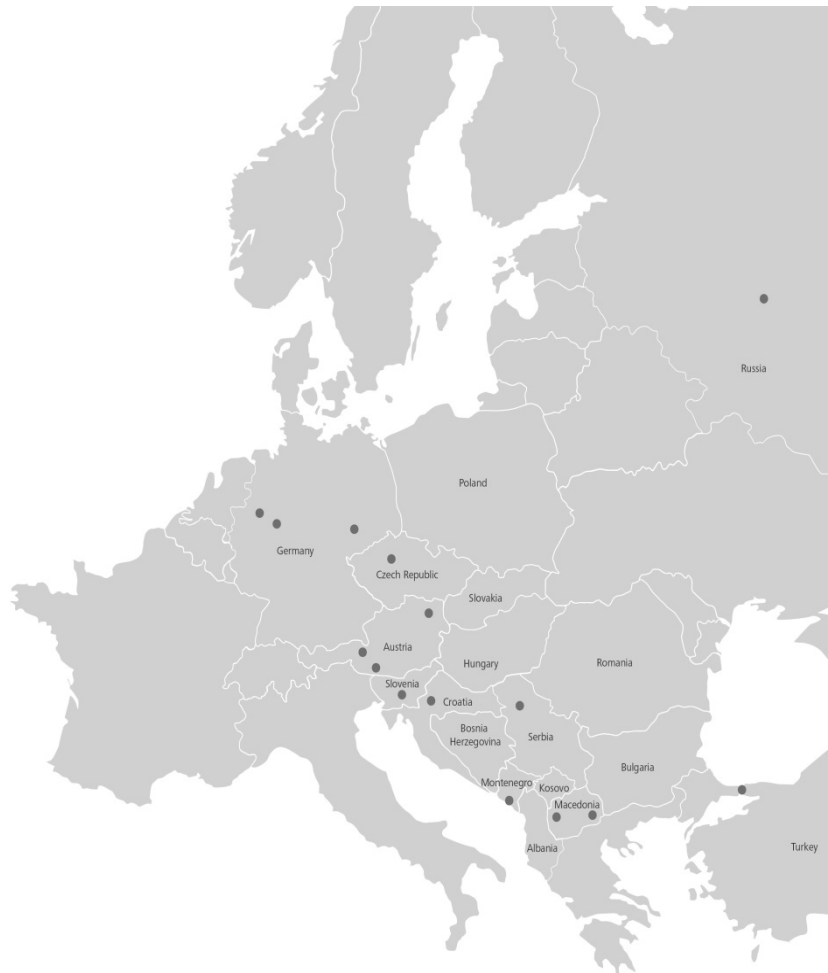 Russia
Poland
Germany
Czech Republic
Slovakia
Austria
Hungary
Romania
Slovenia
Croatia
Bosnia
Herzegovina
Serbia
Bulgaria
Montenegro
Kosovo
Macedonia
Albania
Turkey